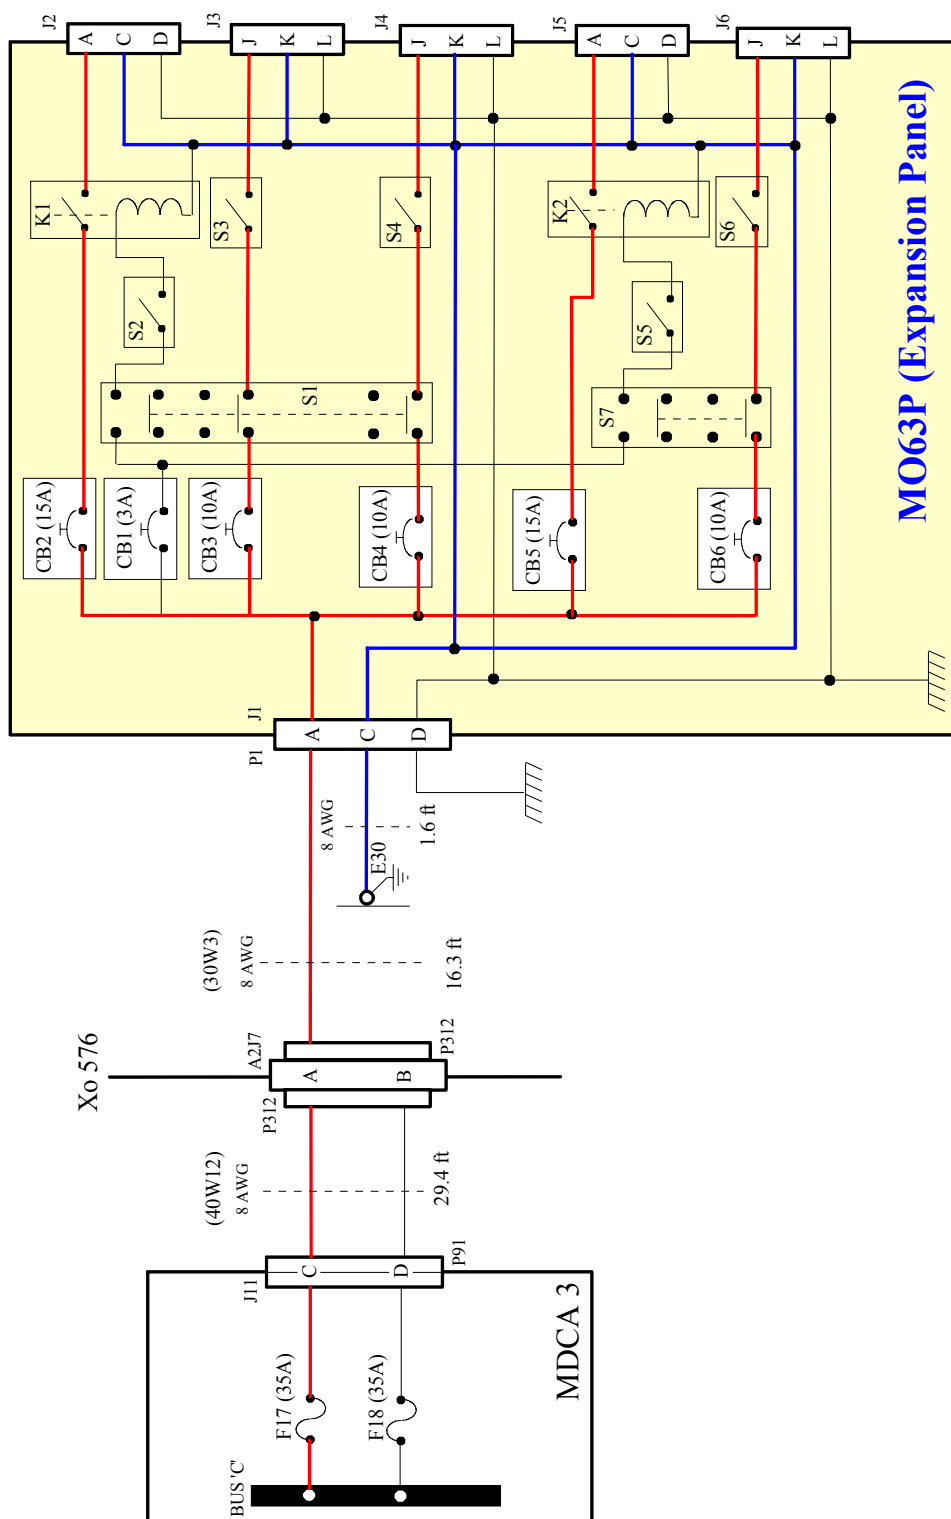 BUS 'C'
F17 (35A)
F18 (35A)
MDCA 3
J11
C
D
P91
(40W12)
8 AWG
29.4 ft
Xo 576
P312
A2J7
A
B
P312
(30W3)
8 AWG
16.3 ft
E30
8 AWG
1.6 ft
P1
J1
A
C
D
CB2 (15A)
CB1 (3A)
CB3 (10A)
CB4 (10A)
CB5 (15A)
CB6 (10A)
S1
S7
S2
S5
K1
S3
S4
K2
S6
J2
A
C
D
J3
J
K
L
J4
J
K
L
J5
A
C
D
J6
J
K
L
MO63P (Expansion Panel)